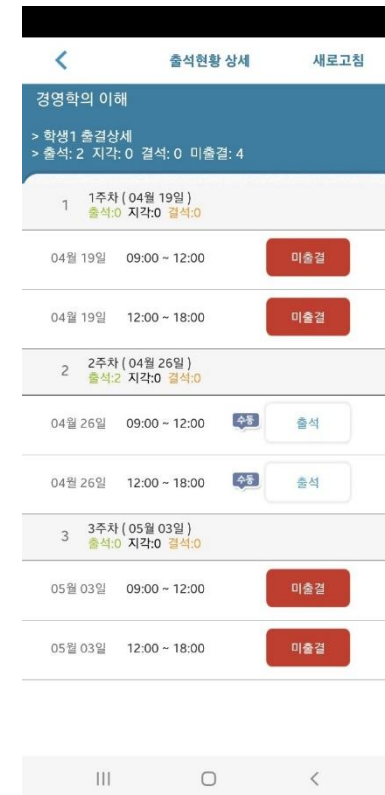 출석현황 상세 새로고침
경영학의 이해
> 학생1 출결상세
> 출석: 2 지각: 0 결석: 0 미출결: 4
1 1주차 ( 04월 19일 )
출석:0 지각:0 결석:0
04월 19일 09:00 ~ 12:00 미출결
04월 19일 12:00 ~ 18:00 미출결
2 2주차 ( 04월 26일 )
출석:2 지각:0 결석:0
04월 26일 09:00 ~ 12:00 수동 출석
04월 26일 12:00 ~ 18:00 수동 출석
3 3주차 ( 05월 03일 )
출석:0 지각:0 결석:0
05월 03일 09:00 ~ 12:00 미출결
05월 03일 12:00 ~ 18:00 미출결